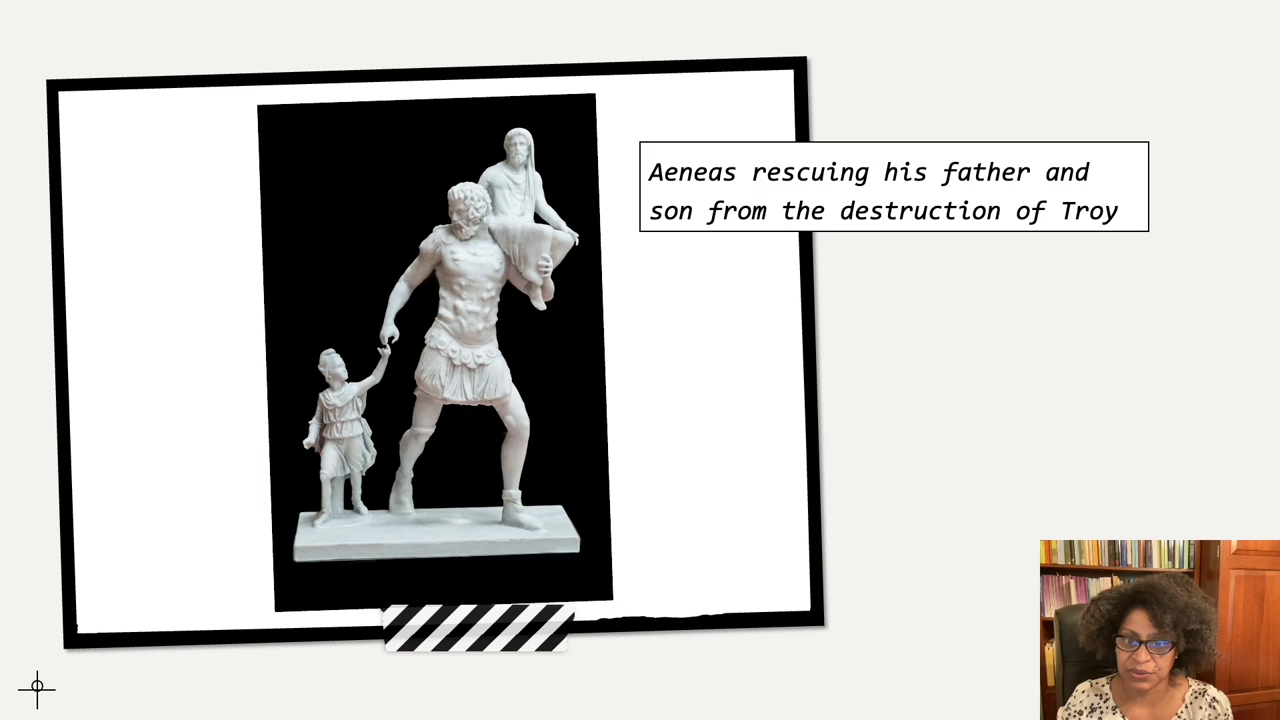 Aeneas rescuing his father and
son from the destruction of Troy